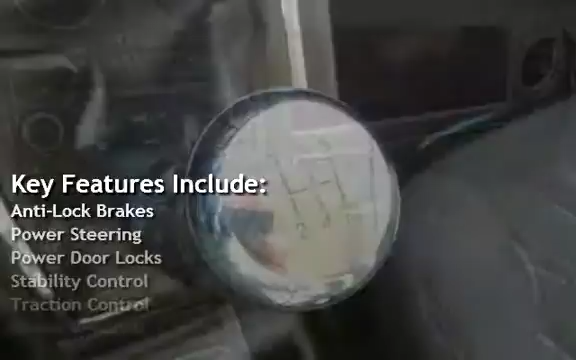 Key Features Include:
Anti-Lock Brakes
Power Steering
Power Door Locks
Stability Control
Traction Control